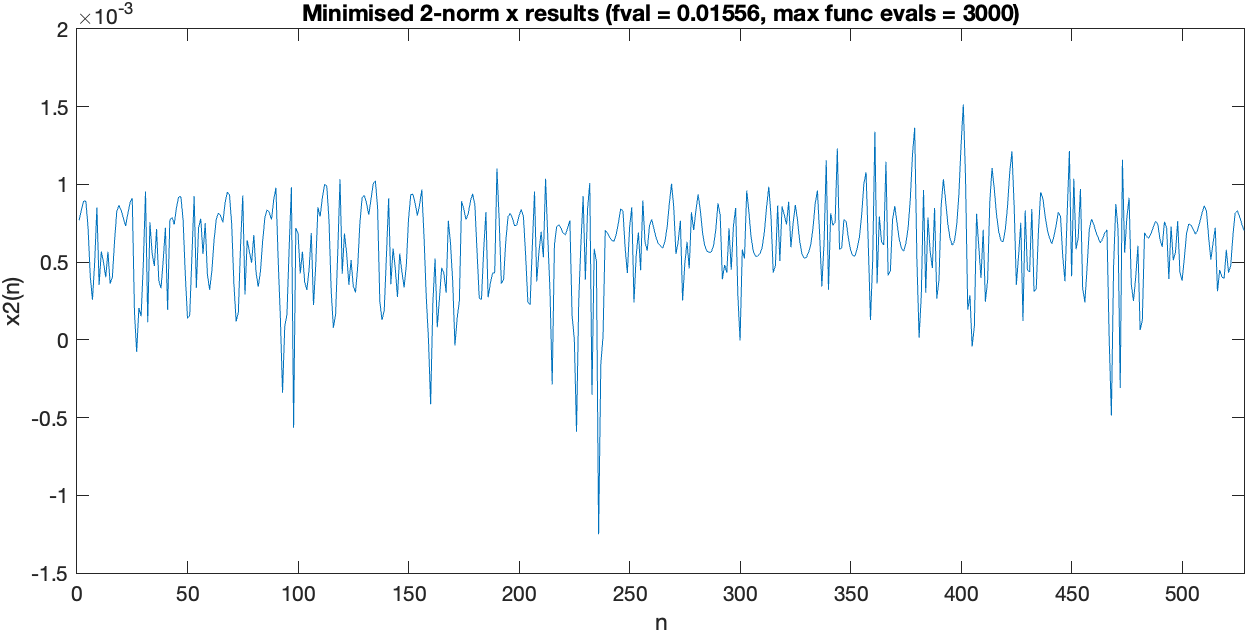 Minimised 2-norm x results (fval = 0.01556, max func evals = 3000)
×10-3
2
1.5
1
0.5
0
-0.5
-1
-1.5
x2(n)
0 50 100 150 200 250 300 350 400 450 500
n